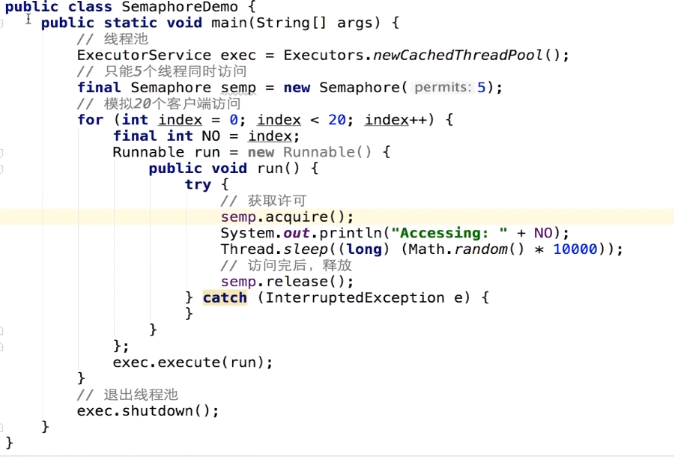 public class SemaphoreDemo {
    public static void main(String[] args) {
        // 线程池
        ExecutorService exec = Executors.newCachedThreadPool();
        // 只能5个线程同时访问
        final Semaphore semp = new Semaphore( permits: 5);
        // 模拟20个客户端访问
        for (int index = 0; index < 20; index++) {
            final int NO = index;
            Runnable run = new Runnable() {
                public void run() {
                    try {
                        // 获取许可
                        semp.acquire();
                        System.out.println("Accessing: " + NO);
                        Thread.sleep((long) (Math.random() * 10000));
                        // 访问完后，释放
                        semp.release();
                    } catch (InterruptedException e) {
                    }
                }
            };
            exec.execute(run);
        }
        // 退出线程池
        exec.shutdown();
    }
}